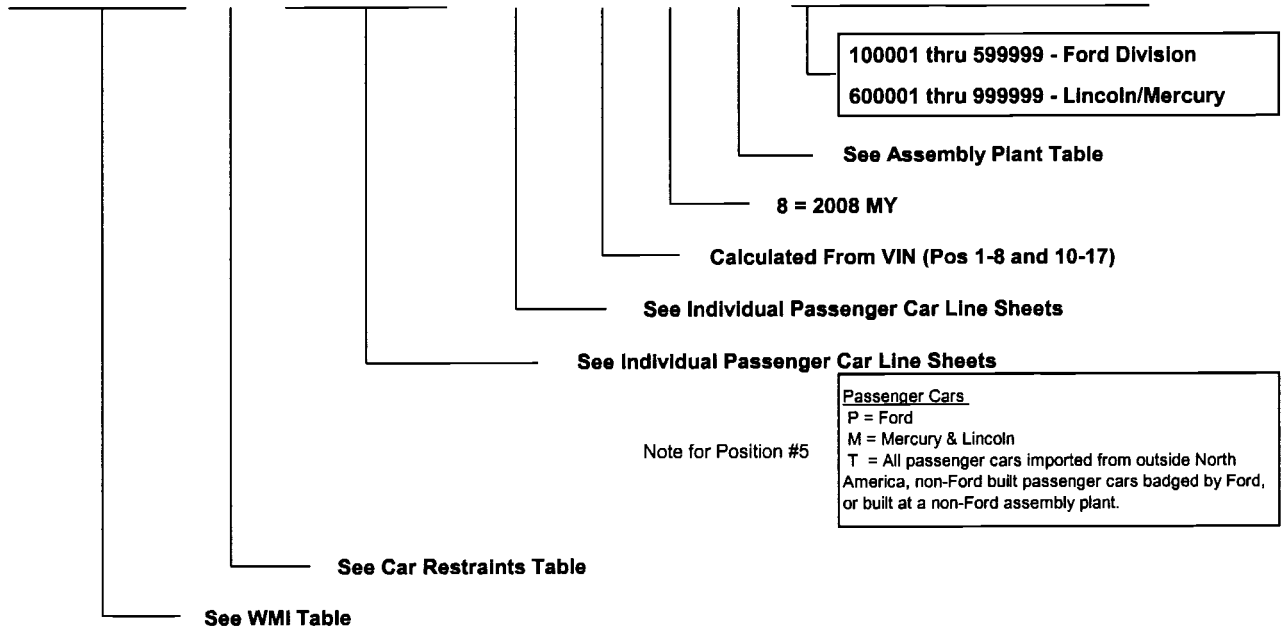 100001 thru 599999 - Ford Division
600001 thru 999999 - Lincoln/Mercury
See Assembly Plant Table
8 = 2008 MY
Calculated From VIN (Pos 1-8 and 10-17)
See Individual Passenger Car Line Sheets
See Individual Passenger Car Line Sheets
Note for Position #5
Passenger Cars
P = Ford
M = Mercury & Lincoln
T = All passenger cars imported from outside North
America, non-Ford built passenger cars badged by Ford,
or built at a non-Ford assembly plant.
See Car Restraints Table
See WMI Table